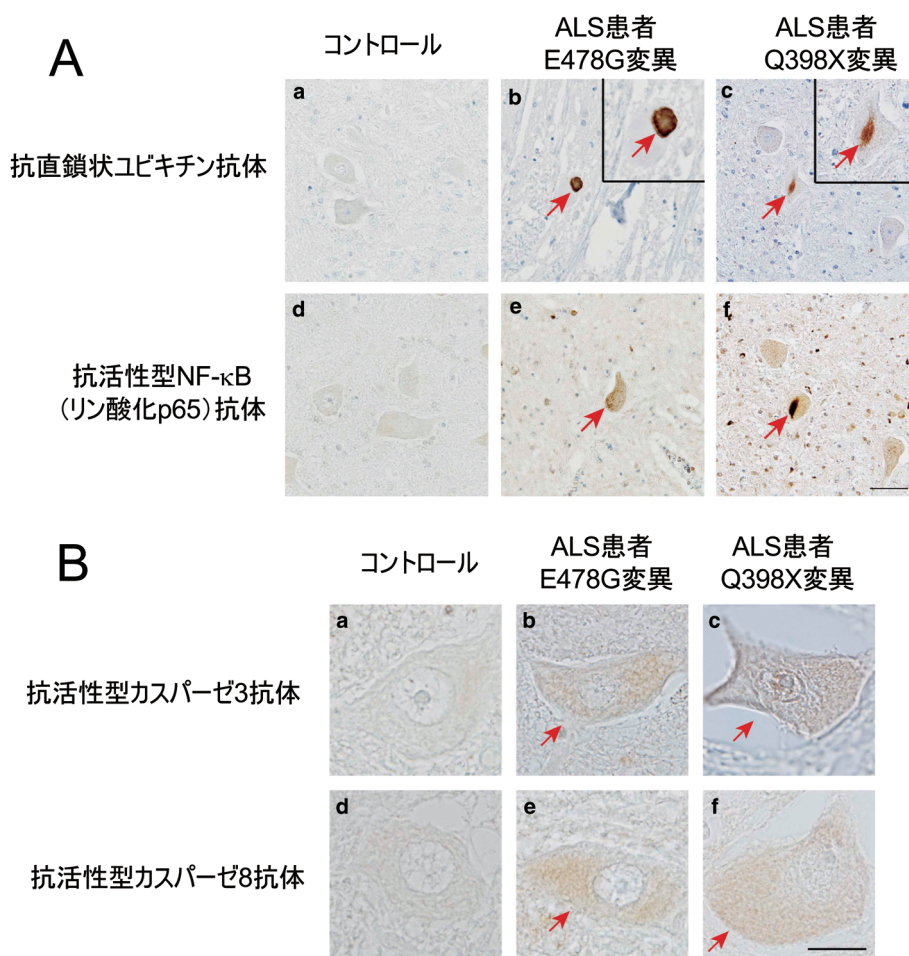 A
コントロール
ALS患者
E478G変異
ALS患者
Q398X変異
抗直鎖状ユビキチン抗体
a
b
c
抗活性型NF-κB
（リン酸化p65）抗体
d
e
f
B
コントロール
ALS患者
E478G変異
ALS患者
Q398X変異
抗活性型カスパーゼ3抗体
a
b
c
抗活性型カスパーゼ8抗体
d
e
f